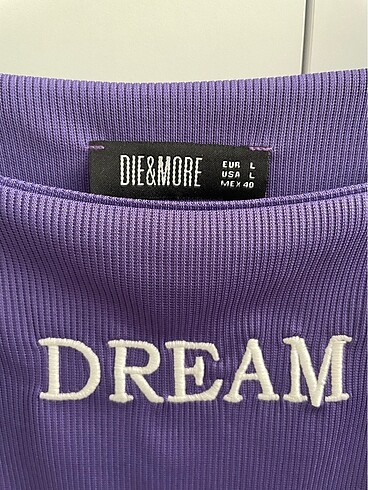 DIE&MORE
EUR L
USA L
MEX 40
DREAM